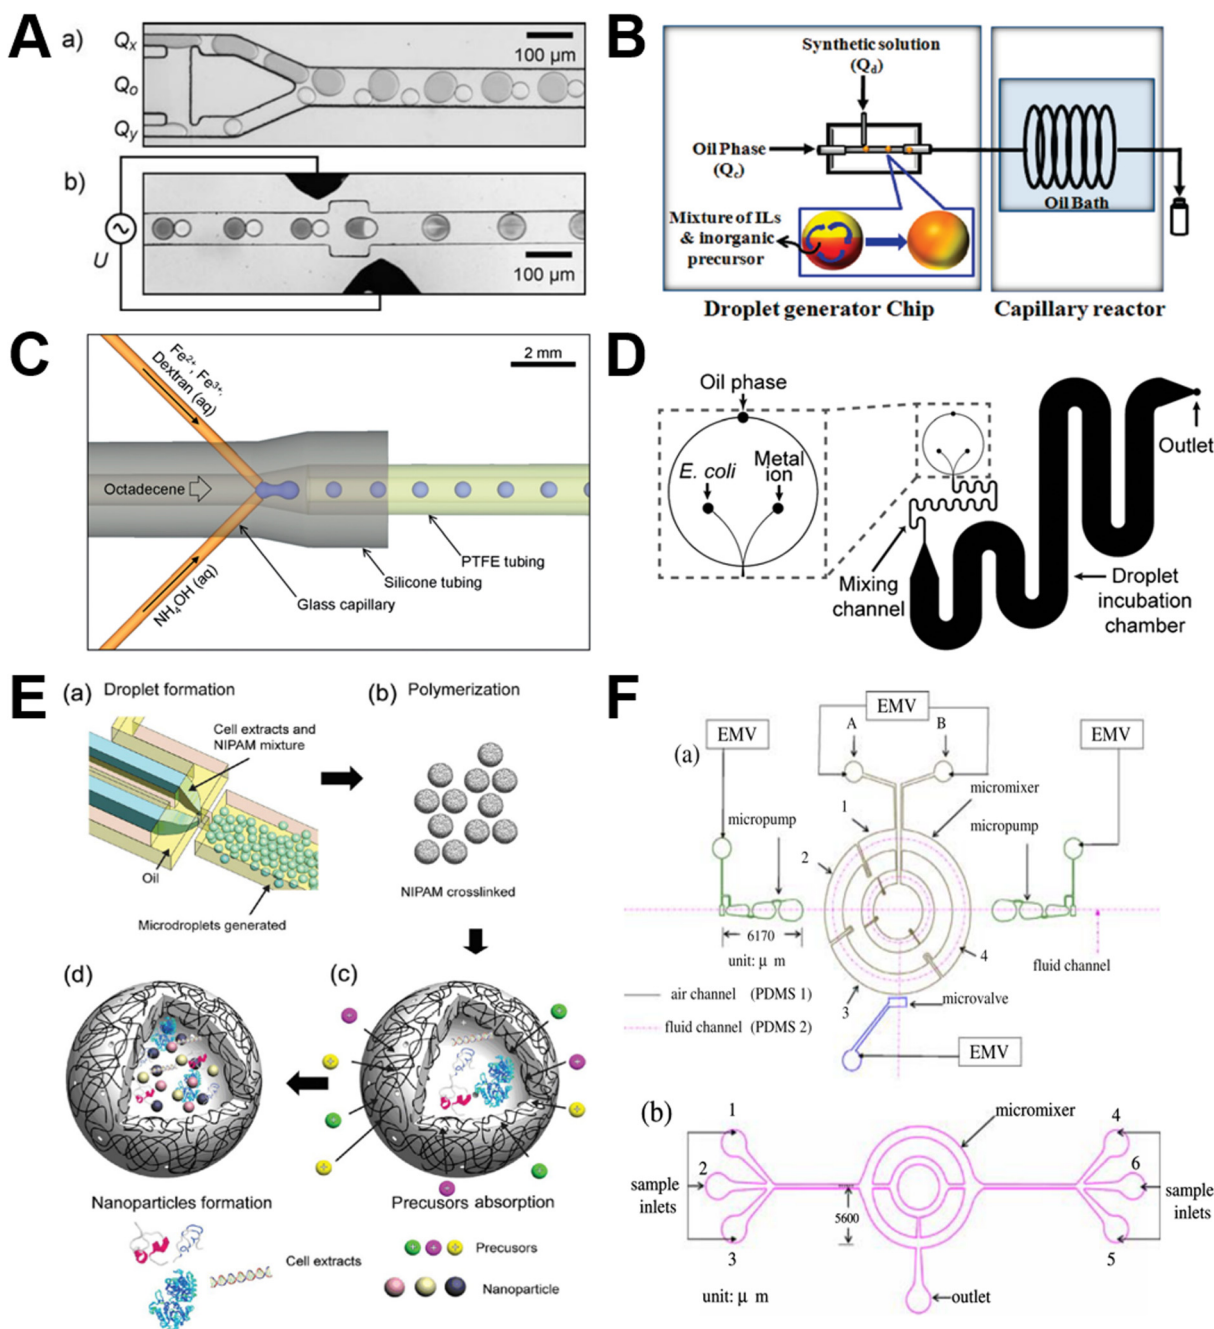 A
a)
Qx
Qo
Qy
100 µm
100 µm
b)
U
100 µm
100 µm
B
Synthetic solution
(Qd)
Oil Phase
(Qc)
Mixture of ILs
& inorganic
precursor
Oil Bath
Droplet generator Chip
Capillary reactor
C
2 mm
Fe2+, Fe3+,
Dextran (aq)
Octadecene
NH4OH (aq)
PTFE tubing
Silicone tubing
Glass capillary
D
Oil phase
E. coli
Metal
ion
Mixing
channel
Outlet
Droplet
incubation
chamber
E
(a) Droplet formation
Cell extracts and
NIPAM mixture
Oil
Microdroplets generated
(b) Polymerization
NIPAM crosslinked
(d)
(c)
Nanoparticles formation
Precusors absorption
Cell extracts
Precusors
Nanoparticle
F
(a)
EMV
EMV
EMV
A
B
1
micromixer
micropump
micropump
2
6170
unit: µ m
4
fluid channel
3
microvalve
air channel (PDMS 1)
fluid channel (PDMS 2)
EMV
(b)
micromixer
1
4
2
6
sample
inlets
sample
inlets
5600
3
5
unit: µ m
outlet